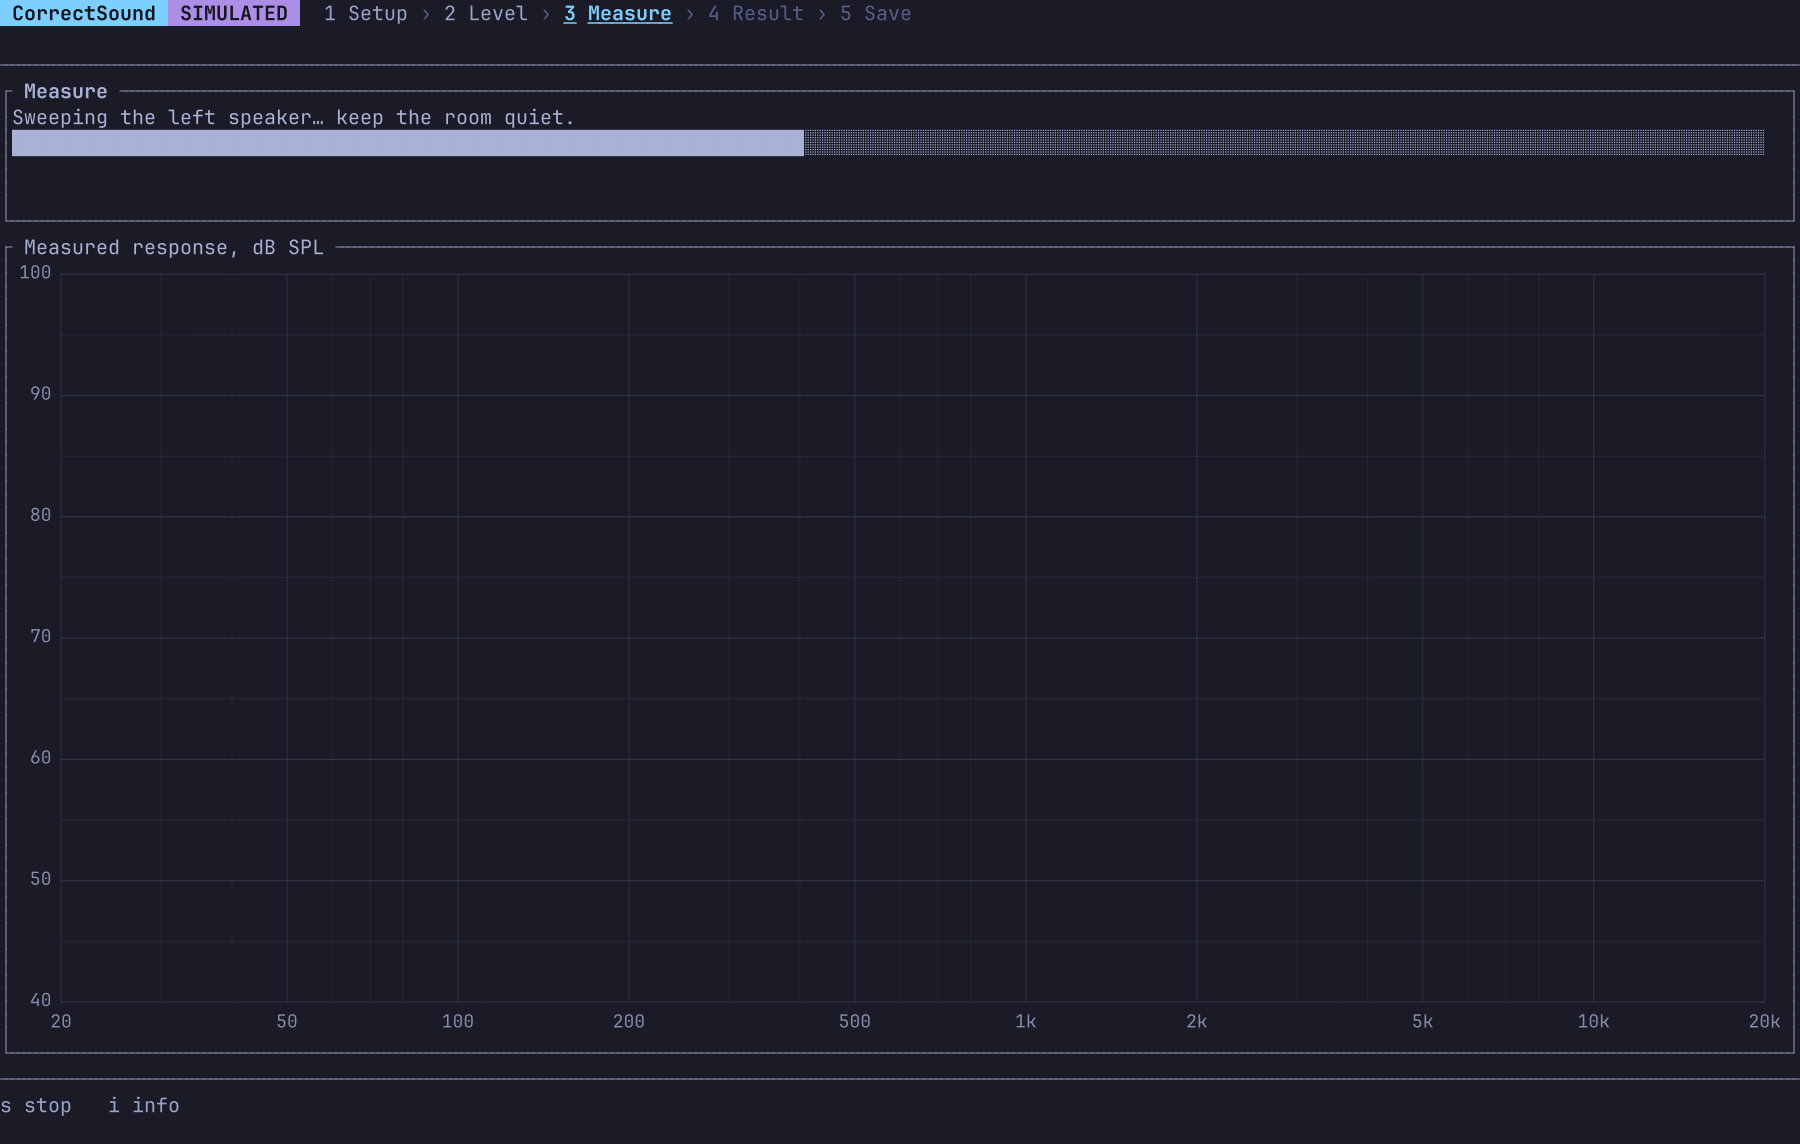 CorrectSound SIMULATED 1 Setup › 2 Level › 3 Measure › 4 Result › 5 Save
Measure
Sweeping the left speaker… keep the room quiet.
Measured response, dB SPL
100
90
80
70
60
50
40
20 50 100 200 500 1k 2k 5k 10k 20k
s stop i info